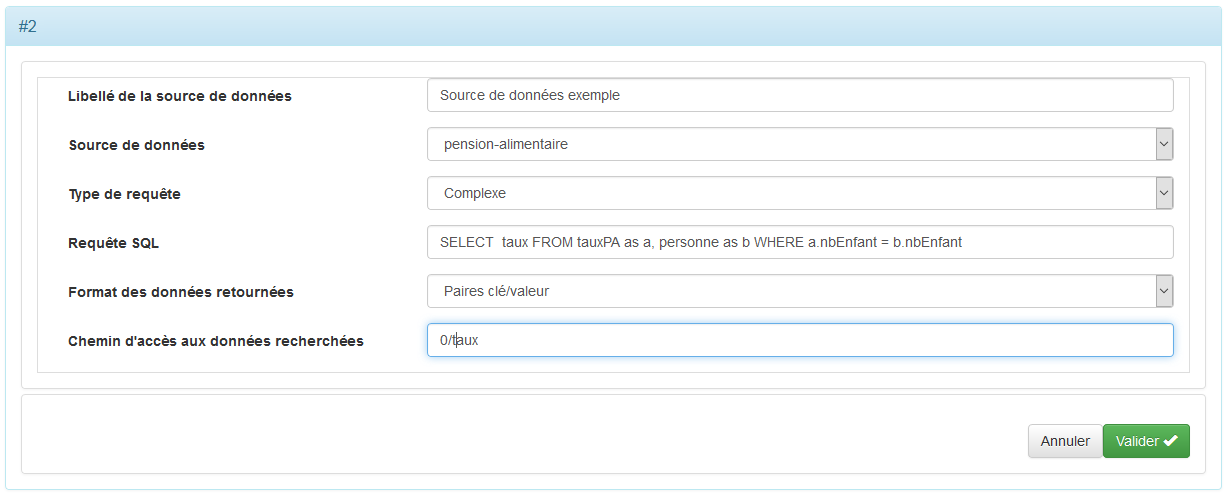 #2
Libellé de la source de données Source de données exemple
Source de données pension-alimentaire
Type de requête Complexe
Requête SQL SELECT  taux FROM tauxPA as a, personne as b WHERE a.nbEnfant = b.nbEnfant
Format des données retournées Paires clé/valeur
Chemin d'accès aux données recherchées 0/taux
Annuler Valider